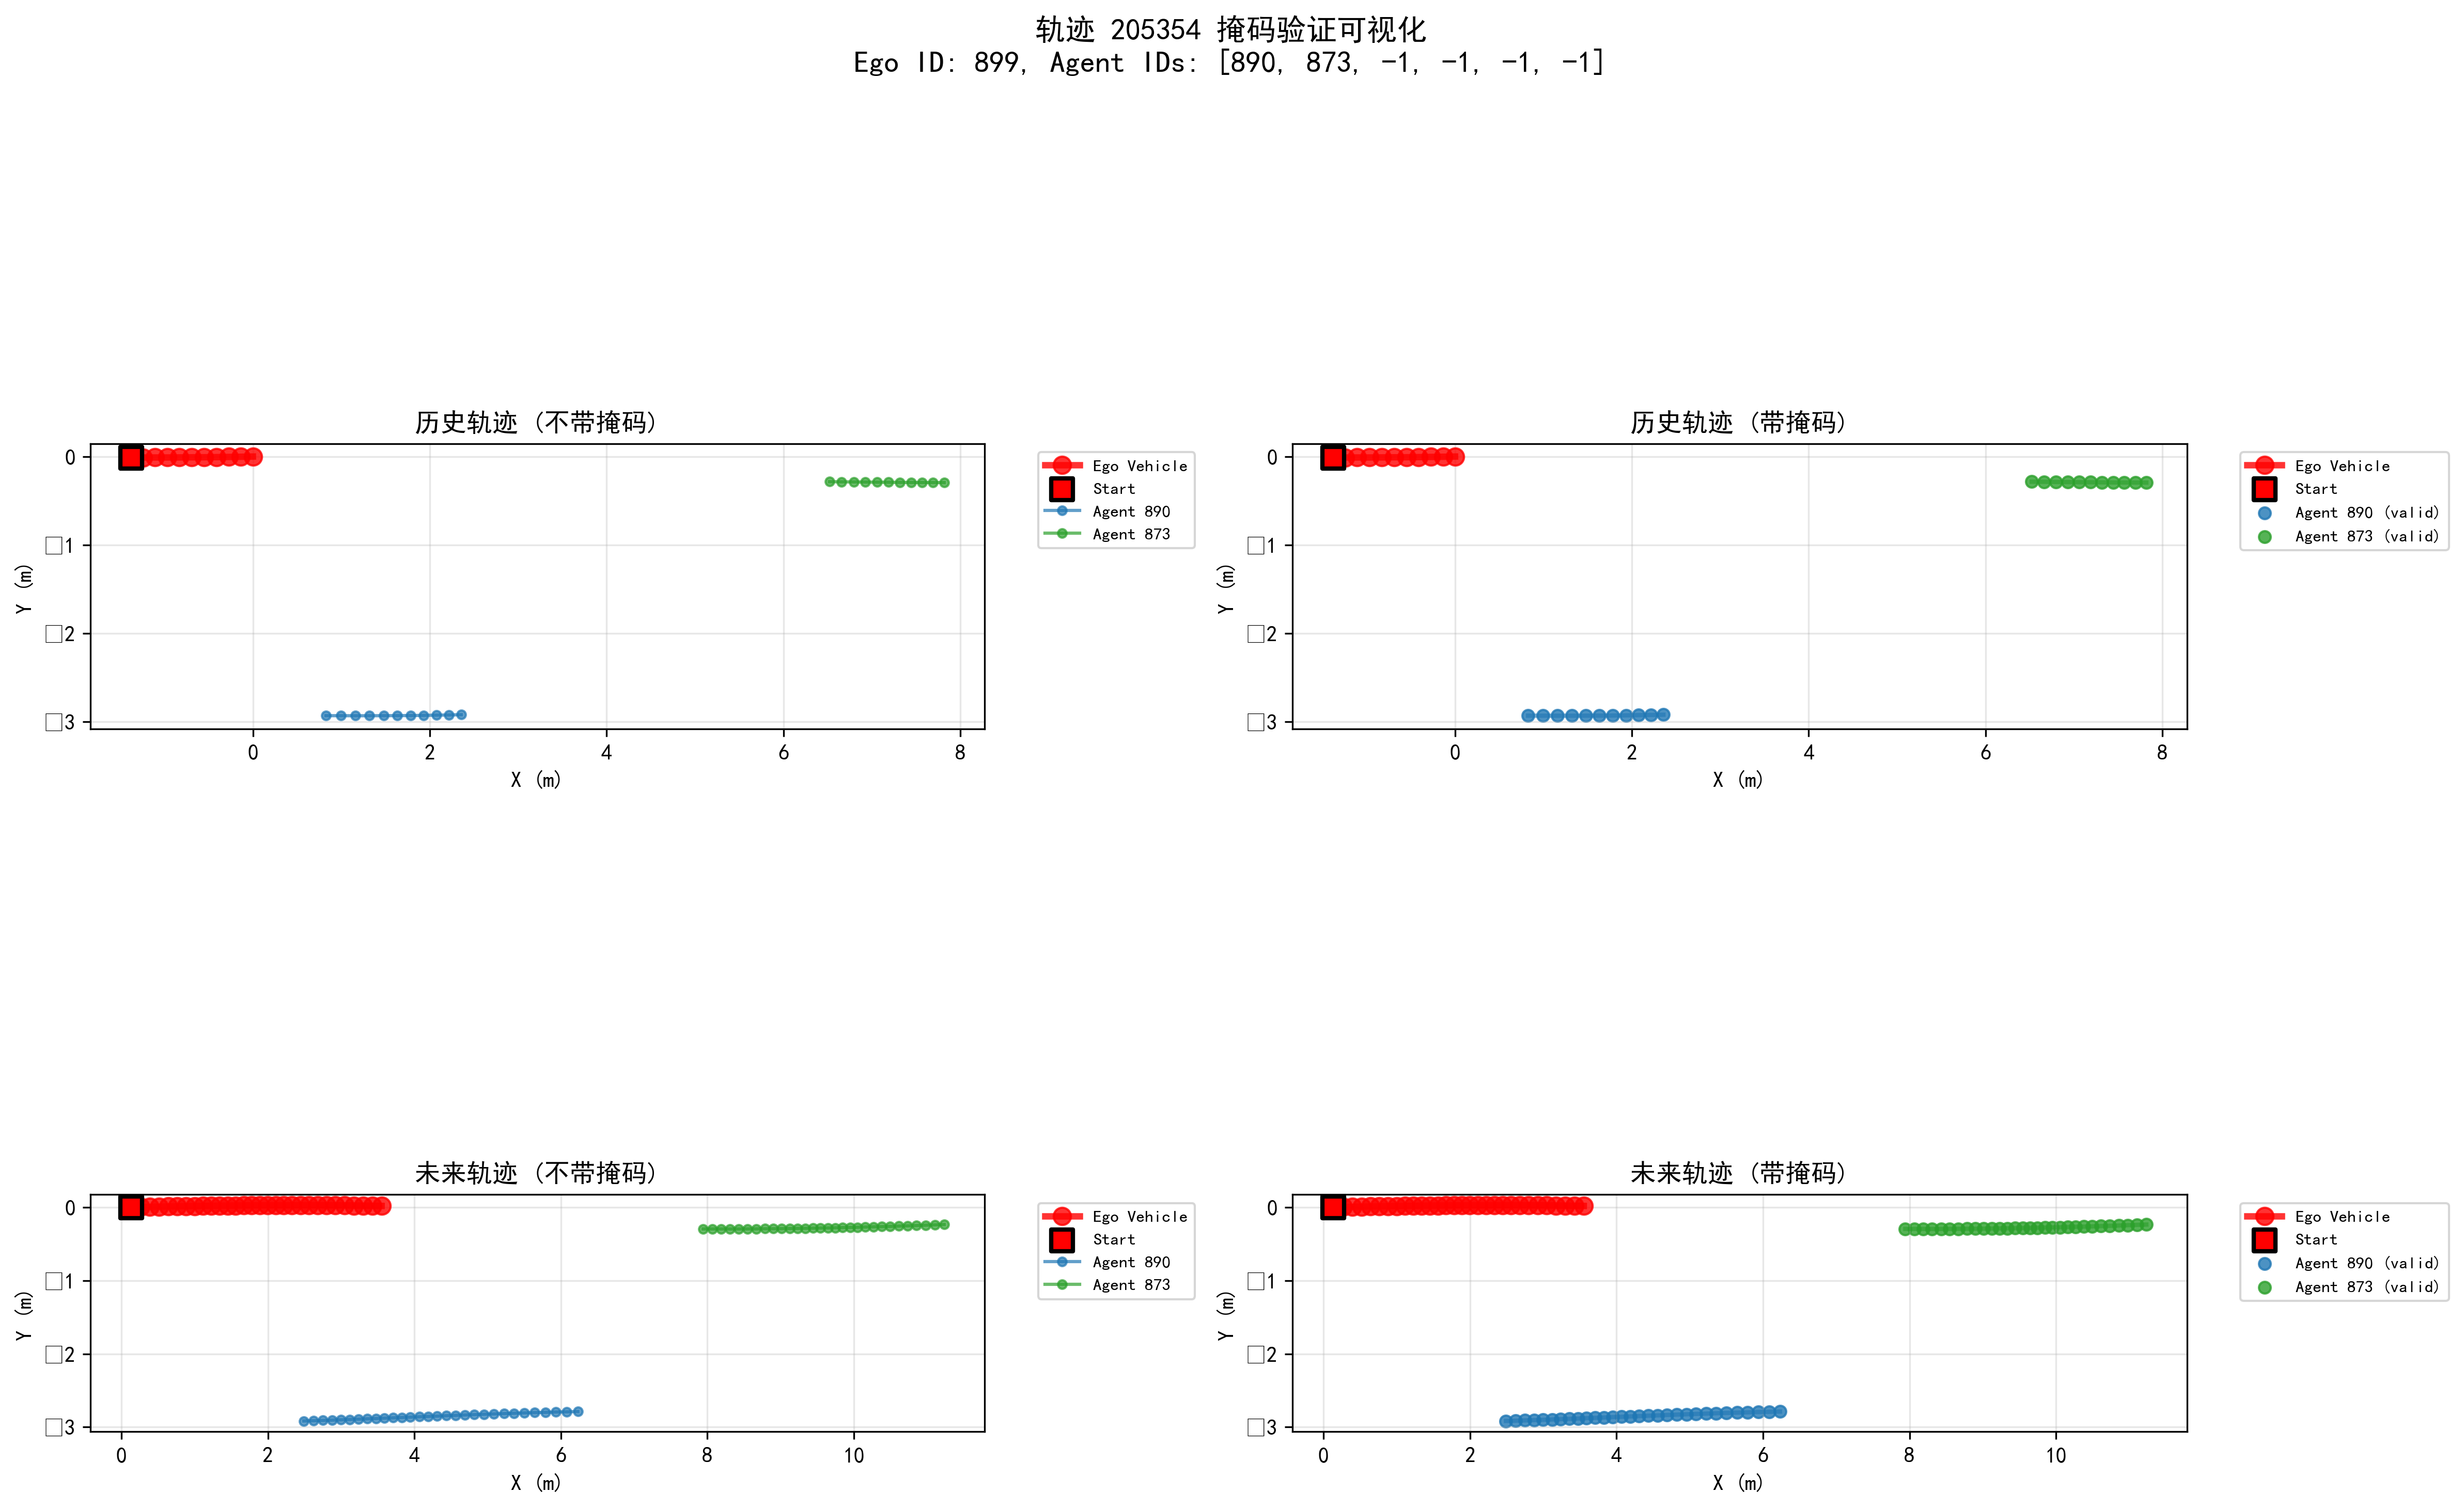 轨迹 205354 掩码验证可视化
Ego ID: 899, Agent IDs: [890, 873, -1, -1, -1, -1]
历史轨迹 (不带掩码)
0
□1
□2
□3
Y (m)
0 2 4 6 8
X (m)
Ego Vehicle
Start
Agent 890
Agent 873
历史轨迹 (带掩码)
0
□1
□2
□3
Y (m)
0 2 4 6 8
X (m)
Ego Vehicle
Start
Agent 890 (valid)
Agent 873 (valid)
未来轨迹 (不带掩码)
0
□1
□2
□3
Y (m)
0 2 4 6 8 10
X (m)
Ego Vehicle
Start
Agent 890
Agent 873
未来轨迹 (带掩码)
0
□1
□2
□3
Y (m)
0 2 4 6 8 10
X (m)
Ego Vehicle
Start
Agent 890 (valid)
Agent 873 (valid)